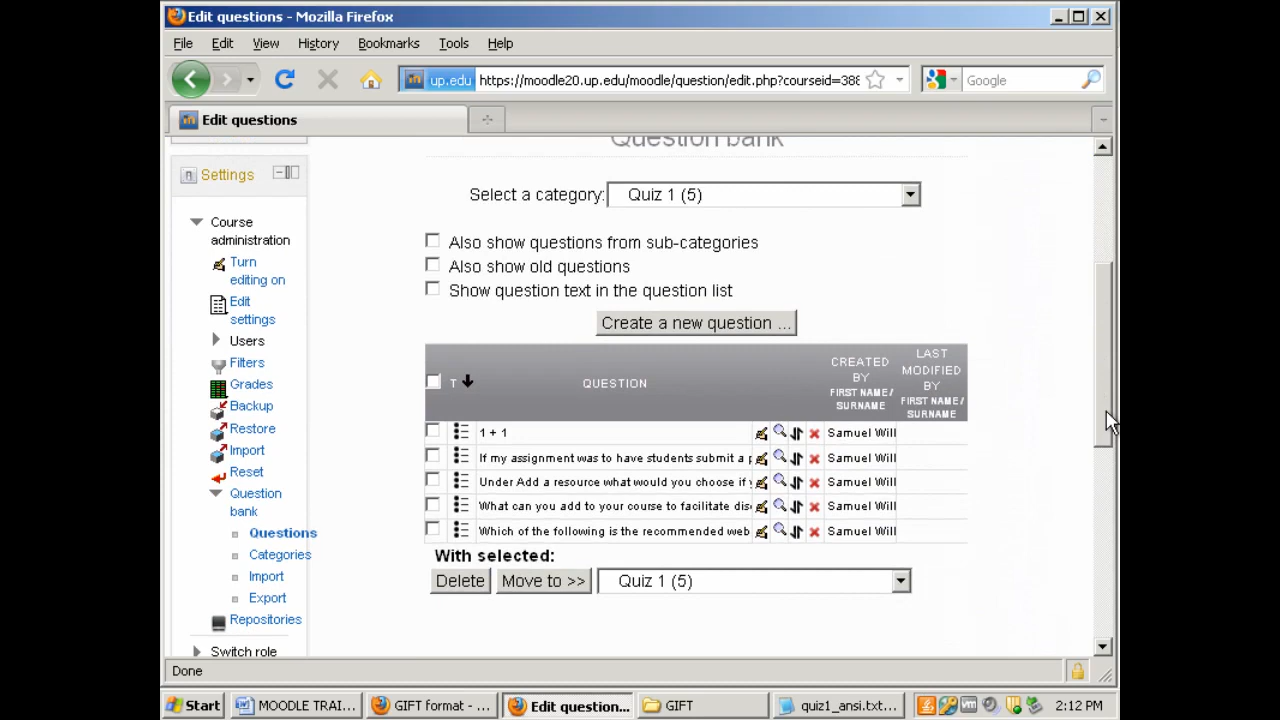 Edit questions - Mozilla Firefox
File Edit View History Bookmarks Tools Help
up.edu https://moodle20.up.edu/moodle/question/edit.php?courseid=388 Google
Edit questions
Question bank
Settings
Select a category: Quiz 1 (5)
Course
administration
Also show questions from sub-categories
Turn
editing on
Also show old questions
Edit
settings
Show question text in the question list
Create a new question ...
Users
Filters
Grades
Backup
Restore
Import
Reset
Question
bank
Questions
Categories
Import
Export
Repositories
Switch role
T QUESTION
CREATED
BY
FIRST NAME /
SURNAME
LAST
MODIFIED
BY
FIRST NAME /
SURNAME
1 + 1 Samuel Will
If my assignment was to have students submit a p Samuel Will
Under Add a resource what would you choose if y Samuel Will
What can you add to your course to facilitate disc Samuel Will
Which of the following is the recommended web Samuel Will
With selected:
Delete Move to >> Quiz 1 (5)
Done
Start MOODLE TRAI... GIFT format - ... Edit question... GIFT quiz1_ansi.txt... 2:12 PM